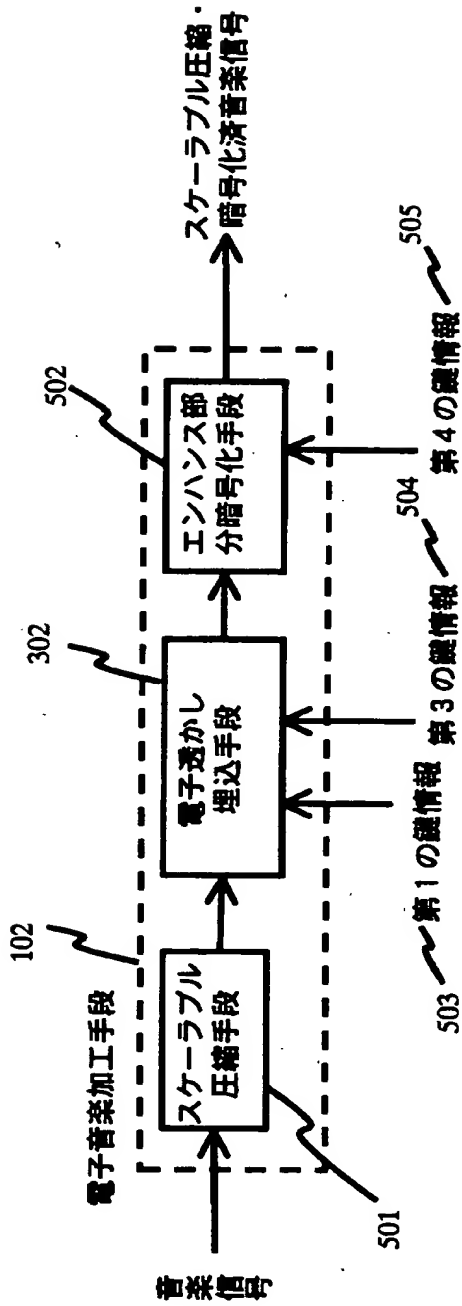 電子音楽加工手段
102
302
502
音楽信号
スケーラブル
圧縮手段
501
電子透かし
埋込手段
エンハンス部
分暗号化手段
スケーラブル圧縮・
暗号化済音楽信号
503
第1の鍵情報
504
第3の鍵情報
505
第4の鍵情報